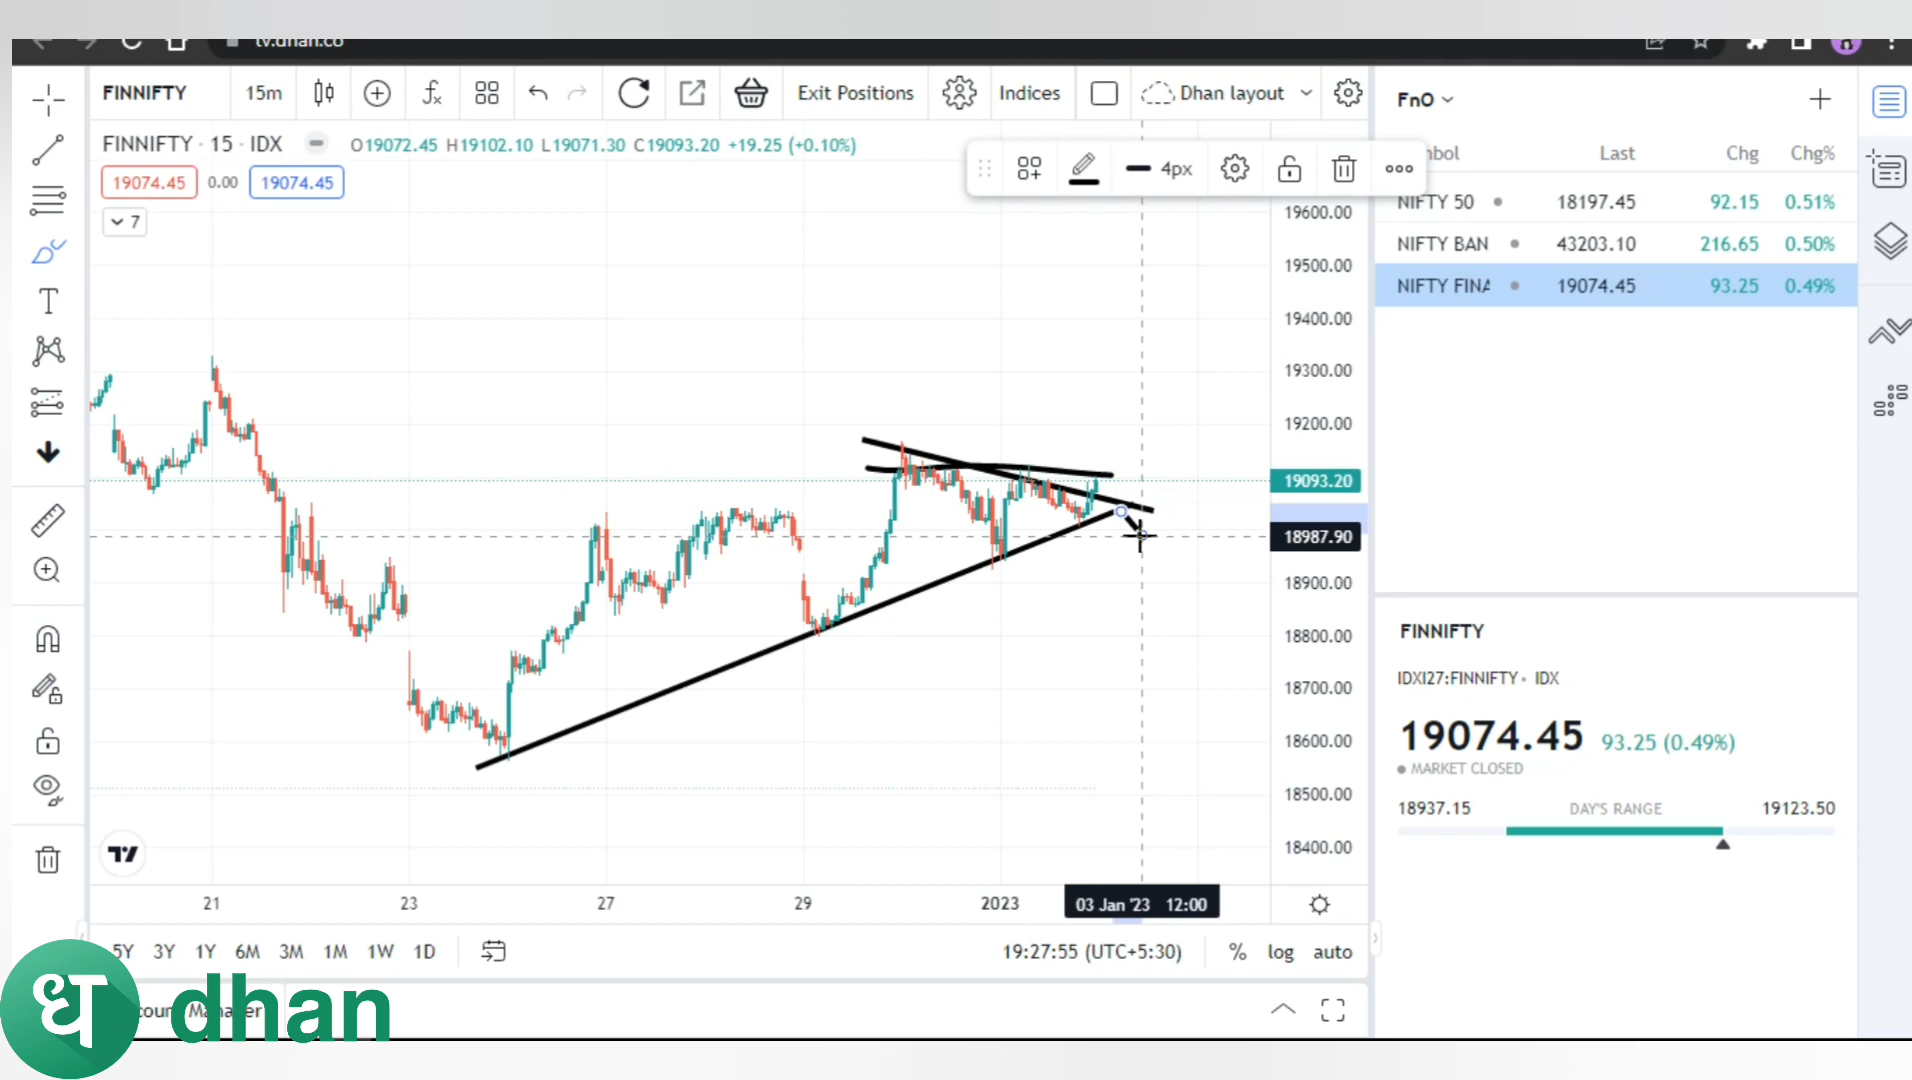 tv.dhan.co
FINNIFTY 15m Exit Positions Indices Dhan layout
FINNIFTY · 15 · IDX O19072.45 H19102.10 L19071.30 C19093.20 +19.25 (+0.10%)
19074.45 0.00 19074.45
7
4px
19600.00
19500.00
19400.00
19300.00
19200.00
19093.20
18987.90
18900.00
18800.00
18700.00
18600.00
18500.00
18400.00
21 23 27 29 2023 03 Jan '23 12:00
5Y 3Y 1Y 6M 3M 1M 1W 1D 19:27:55 (UTC+5:30) % log auto
FnO
Last Chg Chg%
NIFTY 50 18197.45 92.15 0.51%
NIFTY BAN 43203.10 216.65 0.50%
NIFTY FINA 19074.45 93.25 0.49%
FINNIFTY
IDXI27:FINNIFTY · IDX
19074.45 93.25 (0.49%)
MARKET CLOSED
18937.15 DAY'S RANGE 19123.50
ध dhan